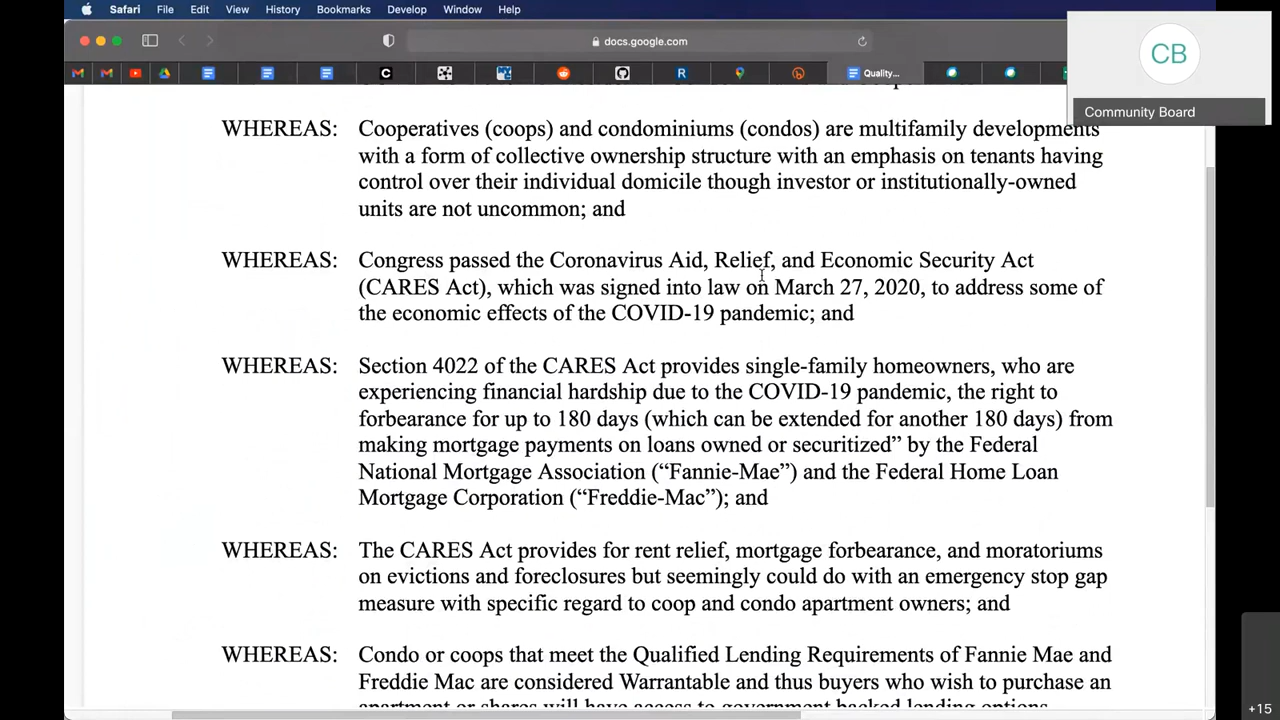 Safari File Edit View History Bookmarks Develop Window Help
docs.google.com
Quality...
CB
Community Board
WHEREAS: Cooperatives (coops) and condominiums (condos) are multifamily developments
with a form of collective ownership structure with an emphasis on tenants having
control over their individual domicile though investor or institutionally-owned
units are not uncommon; and
WHEREAS: Congress passed the Coronavirus Aid, Relief, and Economic Security Act
(CARES Act), which was signed into law on March 27, 2020, to address some of
the economic effects of the COVID-19 pandemic; and
WHEREAS: Section 4022 of the CARES Act provides single-family homeowners, who are
experiencing financial hardship due to the COVID-19 pandemic, the right to
forbearance for up to 180 days (which can be extended for another 180 days) from
making mortgage payments on loans owned or securitized” by the Federal
National Mortgage Association (“Fannie-Mae”) and the Federal Home Loan
Mortgage Corporation (“Freddie-Mac”); and
WHEREAS: The CARES Act provides for rent relief, mortgage forbearance, and moratoriums
on evictions and foreclosures but seemingly could do with an emergency stop gap
measure with specific regard to coop and condo apartment owners; and
WHEREAS: Condo or coops that meet the Qualified Lending Requirements of Fannie Mae and
Freddie Mac are considered Warrantable and thus buyers who wish to purchase an
apartment or shares will have access to government backed lending options
+15